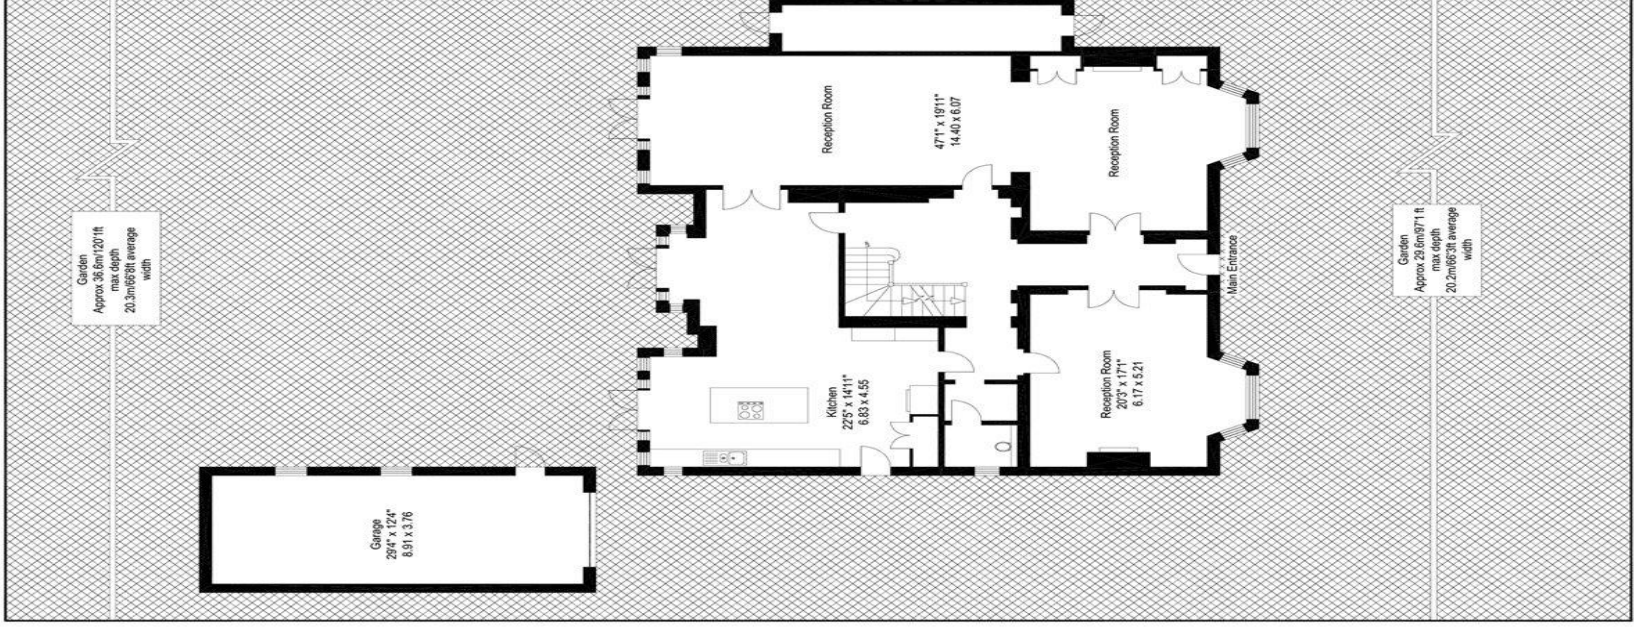 Garden
Approx 36.6m/120'1ft
max depth
20.3m/66'8ft average
width
Reception Room
47'1" x 19'11"
14.40 x 6.07
Reception Room
Garden
Approx 29.6m/97'1 ft
max depth
20.2m/66'3ft average
width
Main Entrance
Kitchen
22'5" x 14'11"
6.83 x 4.55
Reception Room
20'3" x 17'1"
6.17 x 5.21
Garage
29'4" x 12'4"
8.91 x 3.76